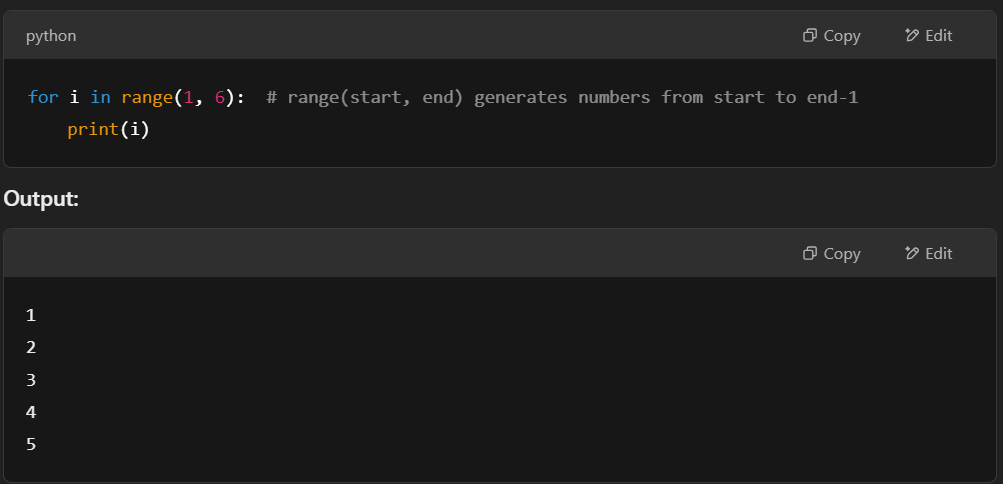 python Copy Edit
for i in range(1, 6):  # range(start, end) generates numbers from start to end-1
    print(i)
Output:
Copy Edit
1
2
3
4
5